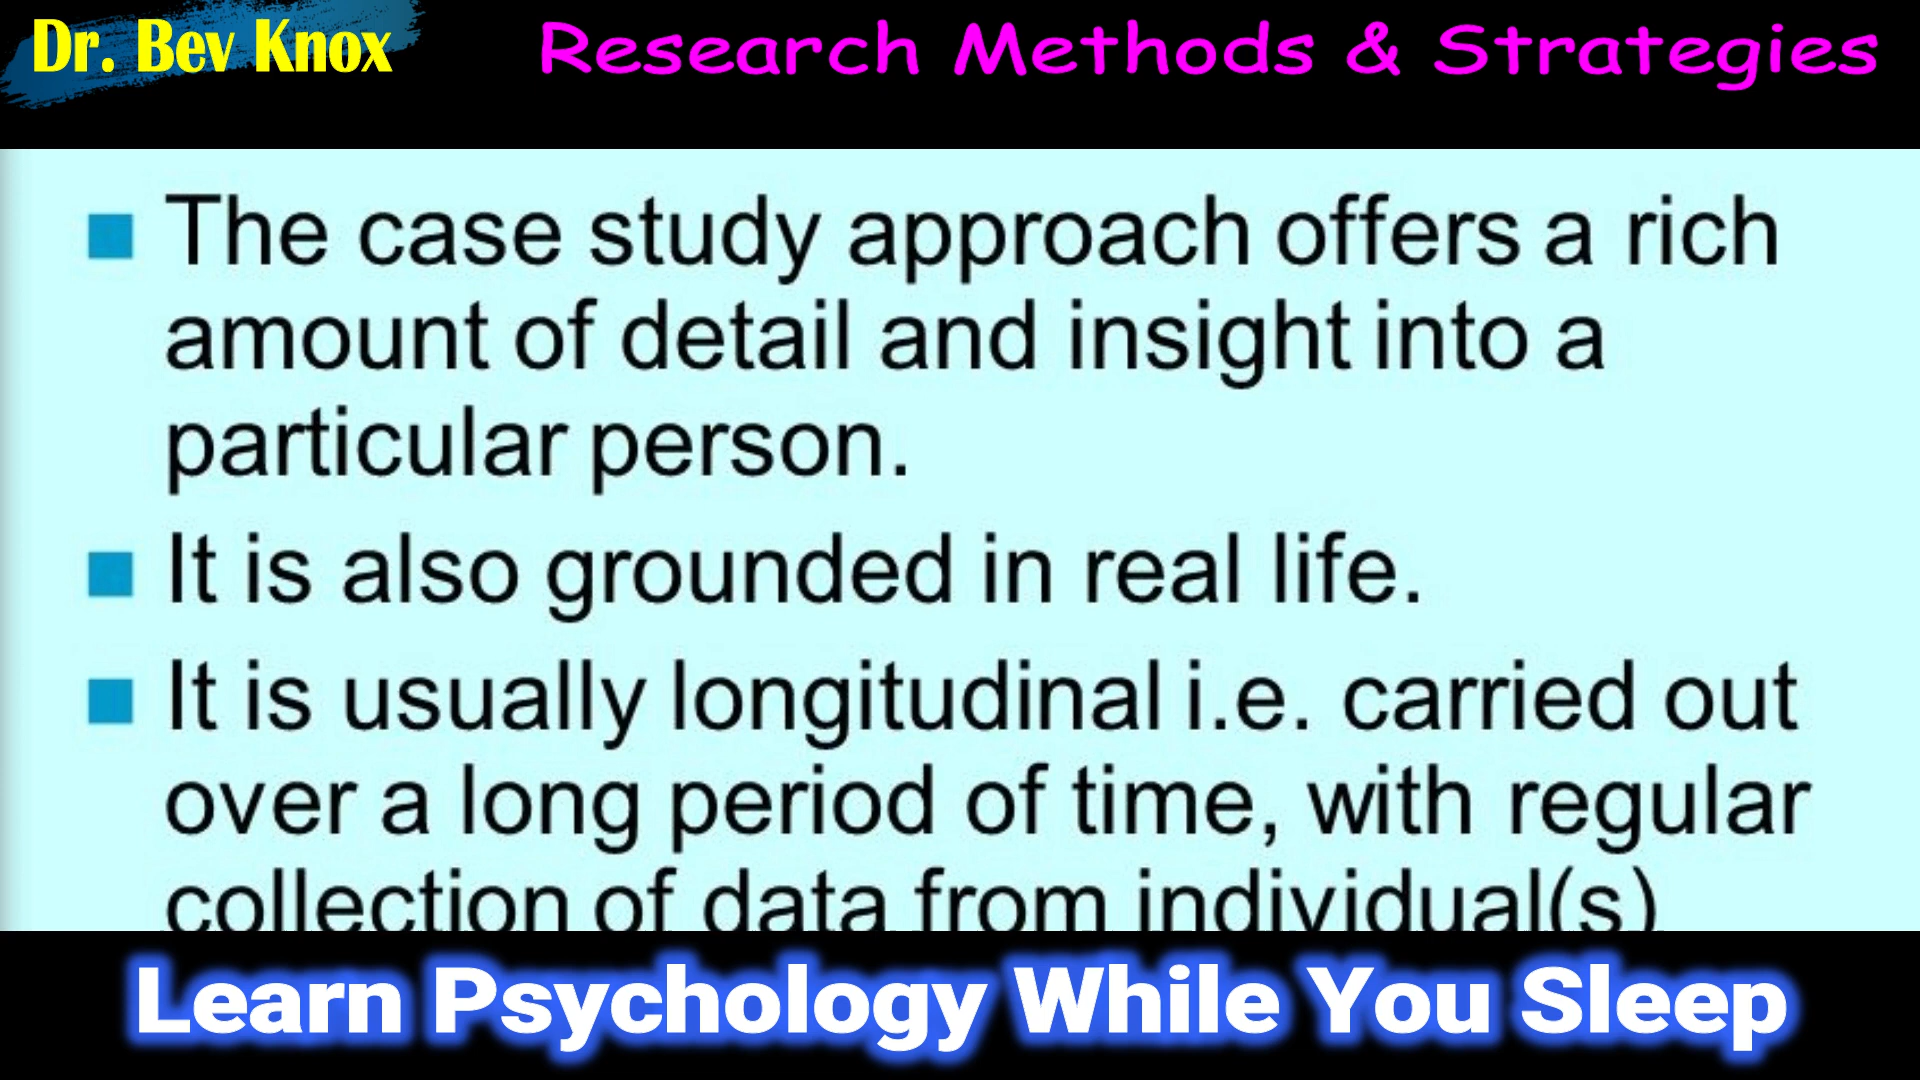 Dr. Bev Knox
Research Methods & Strategies
The case study approach offers a rich
amount of detail and insight into a
particular person.
It is also grounded in real life.
It is usually longitudinal i.e. carried out
over a long period of time, with regular
collection of data from individual(s)
Learn Psychology While You Sleep